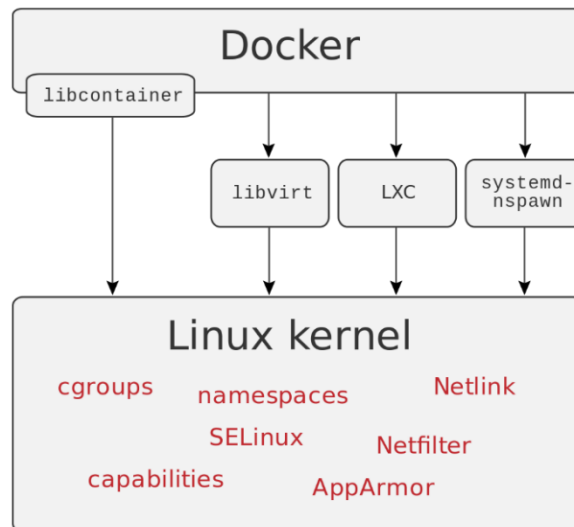 Docker
libcontainer
libvirt
LXC
systemd-
nspawn
Linux kernel
cgroups
namespaces
Netlink
SELinux
Netfilter
capabilities
AppArmor